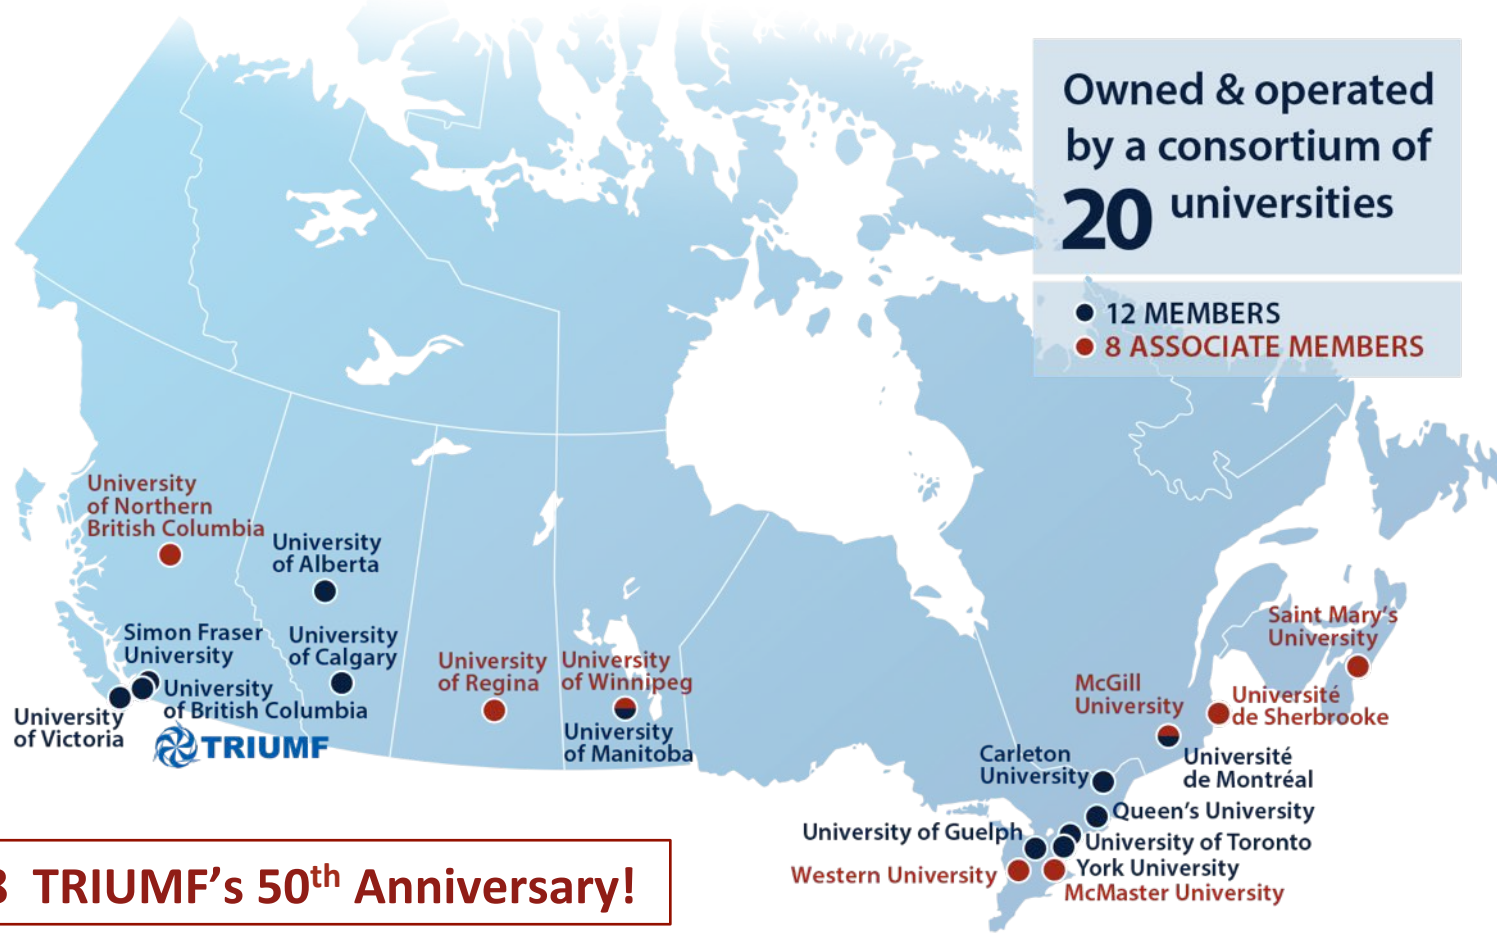 Owned & operated
by a consortium of
20 universities
12 MEMBERS
8 ASSOCIATE MEMBERS
University
of Northern
British Columbia
University
of Alberta
Simon Fraser
University
University
of Calgary
University
of British Columbia
University
of Victoria
TRIUMF
University
of Regina
University
of Winnipeg
University
of Manitoba
Saint Mary's
University
McGill
University
Université
de Sherbrooke
Carleton
University
Université
de Montréal
Queen's University
University of Guelph
University of Toronto
York University
Western University
McMaster University
TRIUMF's 50th Anniversary!